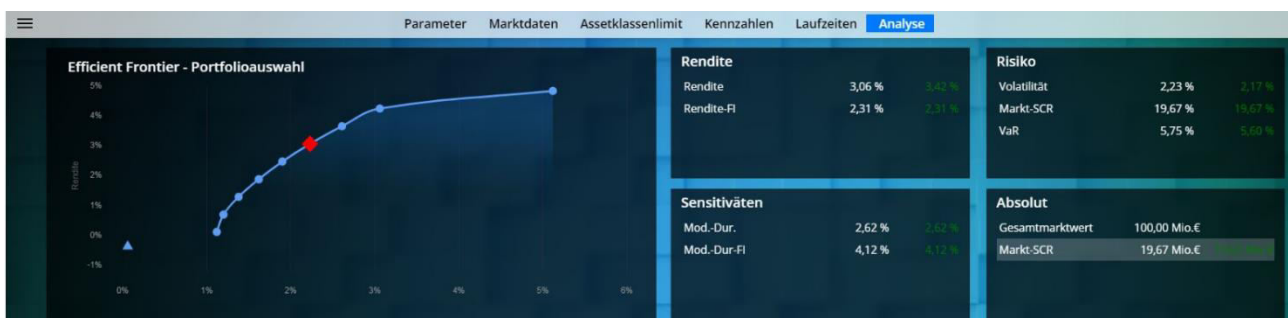 Parameter Marktdaten Assetklassenlimit Kennzahlen Laufzeiten Analyse
Efficient Frontier - Portfolioauswahl
5%
4%
3%
2%
1%
0%
-1%
Rendite
0% 1% 2% 3% 4% 5% 6%
Rendite
Rendite 3,06 % 3,42 %
Rendite-FI 2,31 % 2,31 %
Risiko
Volatilität 2,23 % 2,17 %
Markt-SCR 19,67 % 19,67 %
VaR 5,75 % 5,60 %
Sensitiväten
Mod.-Dur. 2,62 % 2,62 %
Mod.-Dur-FI 4,12 % 4,12 %
Absolut
Gesamtmarktwert 100,00 Mio.€
Markt-SCR 19,67 Mio.€